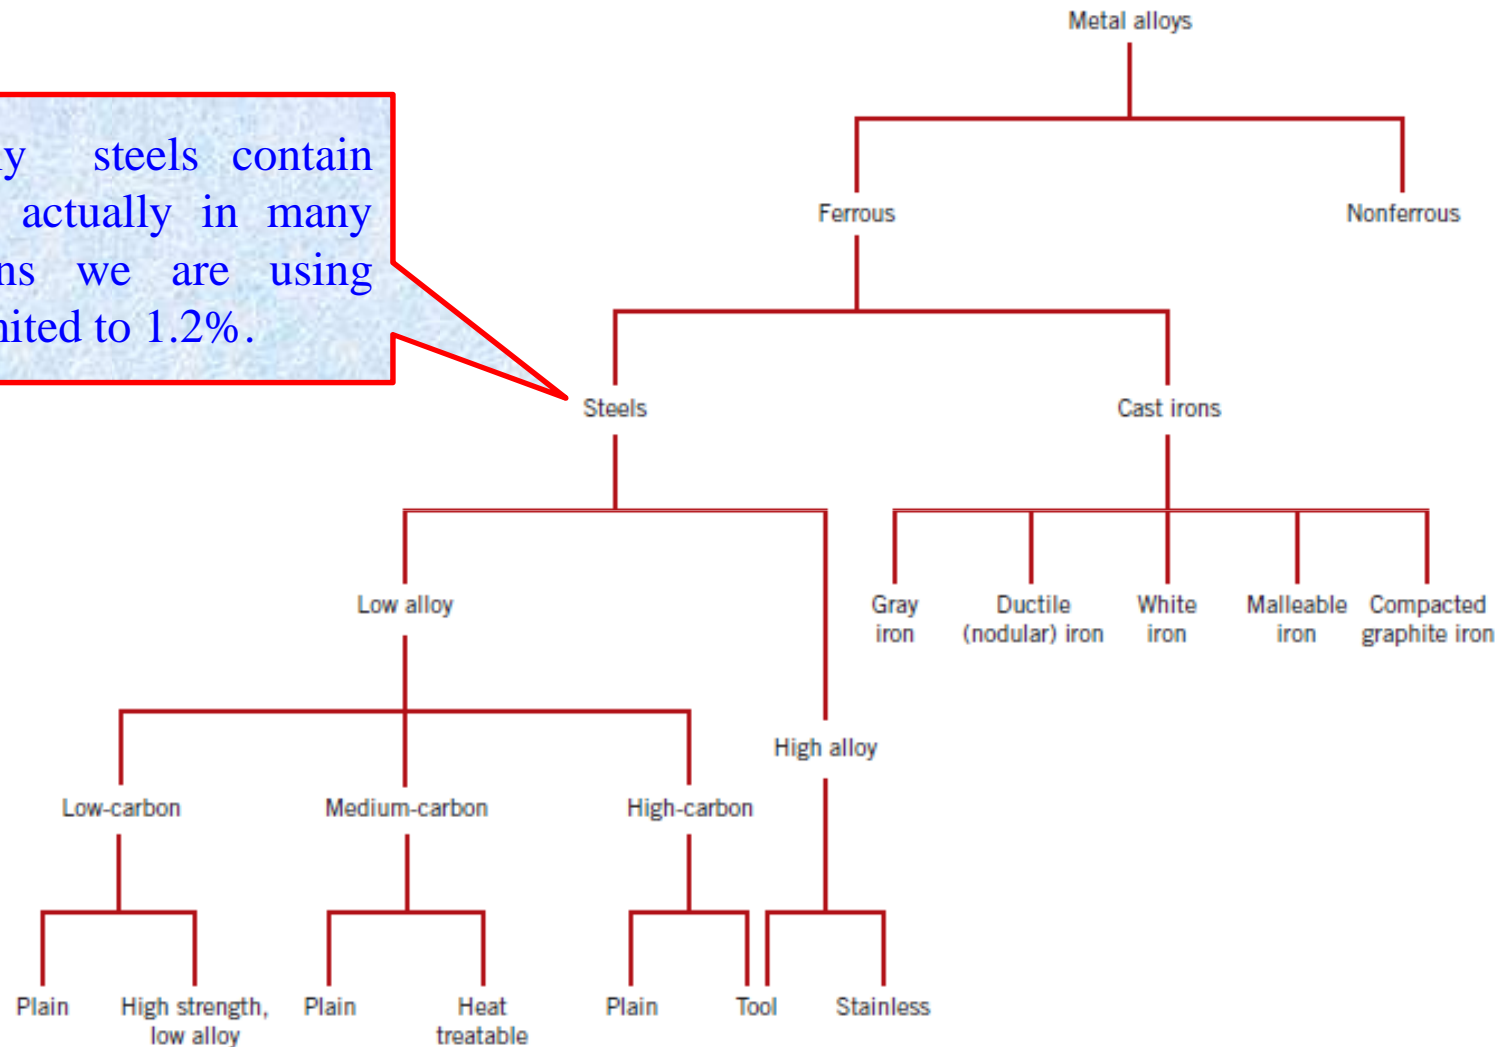 Metal alloys
ly steels contain
actually in many
ns we are using
ited to 1.2%.
Ferrous
Nonferrous
Steels
Cast irons
Low alloy
Gray
iron
Ductile
(nodular) iron
White
iron
Malleable
iron
Compacted
graphite iron
High alloy
Low-carbon
Medium-carbon
High-carbon
Plain
High strength,
low alloy
Plain
Heat
treatable
Plain
Tool
Stainless